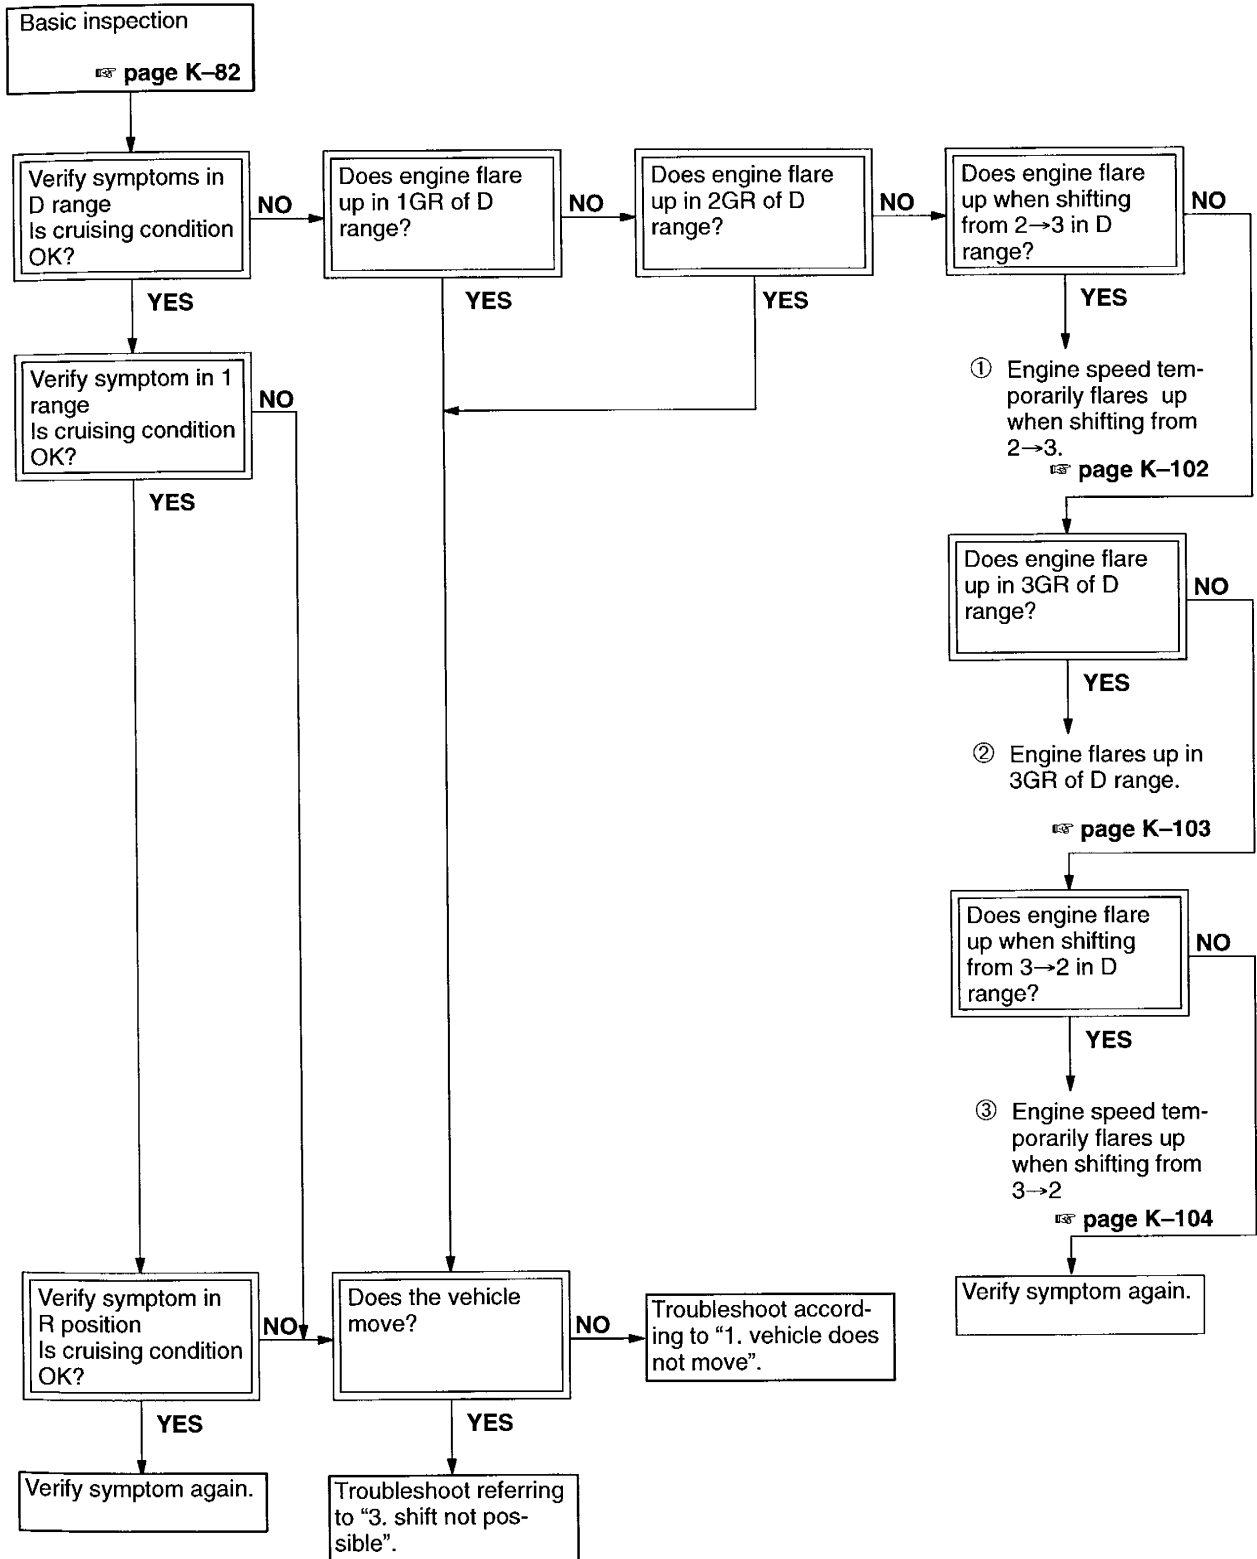 Basic inspection
☞ page K–82
Verify symptoms in
D range
Is cruising condition
OK?
NO
YES
Does engine flare
up in 1GR of D
range?
NO
YES
Does engine flare
up in 2GR of D
range?
NO
YES
Does engine flare
up when shifting
from 2→3 in D
range?
NO
YES
① Engine speed tem-
porarily flares up
when shifting from
2→3.
☞ page K–102
Verify symptom in 1
range
Is cruising condition
OK?
NO
YES
Does engine flare
up in 3GR of D
range?
NO
YES
② Engine flares up in
3GR of D range.
☞ page K–103
Does engine flare
up when shifting
from 3→2 in D
range?
NO
YES
③ Engine speed tem-
porarily flares up
when shifting from
3→2
☞ page K–104
Verify symptom again.
Verify symptom in
R position
Is cruising condition
OK?
NO
YES
Verify symptom again.
Does the vehicle
move?
NO
YES
Troubleshoot accord-
ing to “1. vehicle does
not move”.
Troubleshoot referring
to “3. shift not pos-
sible”.